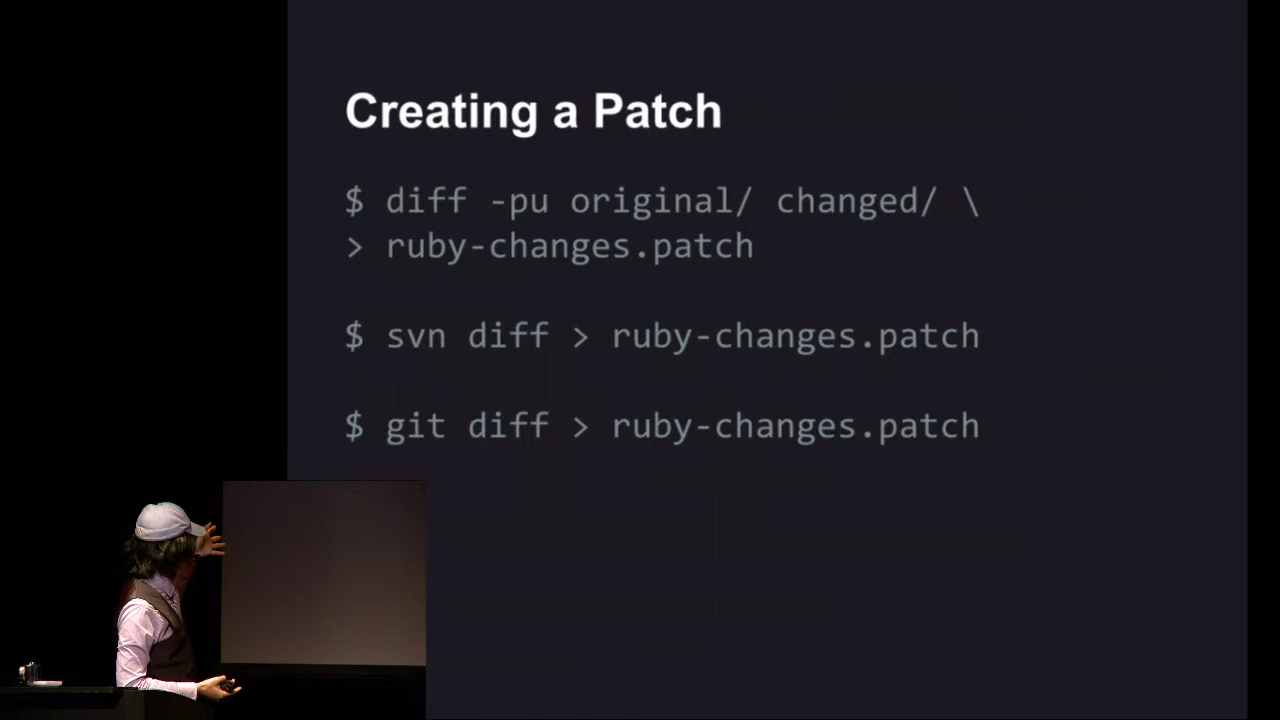 Creating a Patch
$ diff -pu original/ changed/ \
> ruby-changes.patch
$ svn diff > ruby-changes.patch
$ git diff > ruby-changes.patch